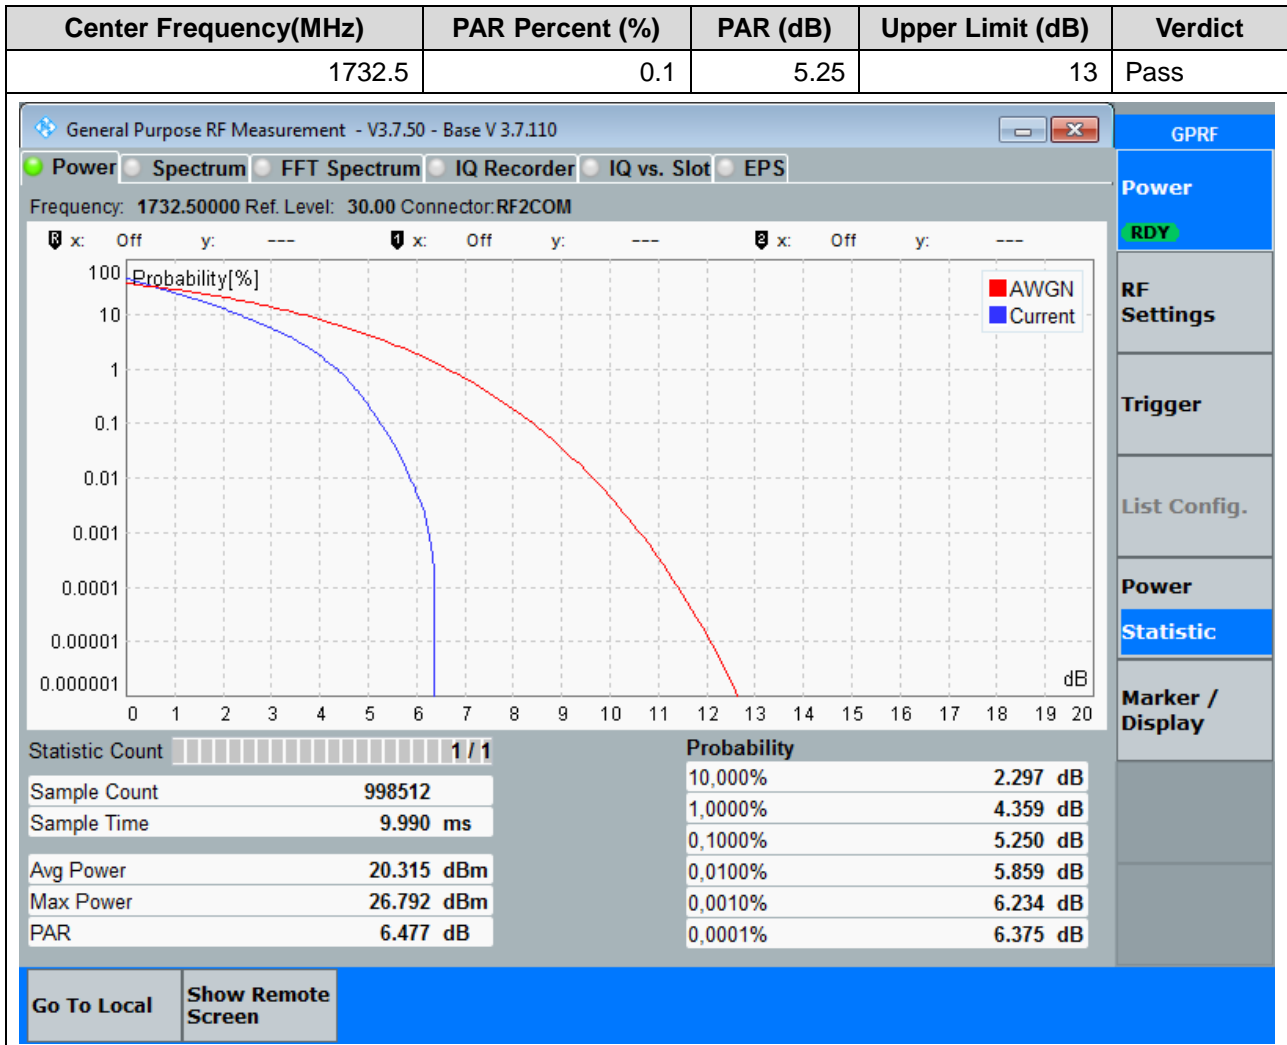 Center Frequency(MHz) PAR Percent (%) PAR (dB) Upper Limit (dB) Verdict
1732.5 0.1 5.25 13 Pass
General Purpose RF Measurement - V3.7.50 - Base V 3.7.110
GPRF
Power Spectrum FFT Spectrum IQ Recorder IQ vs. Slot EPS
Frequency: 1732.50000 Ref. Level: 30.00 Connector: RF2COM
R x: Off y: --- 1 x: Off y: --- 2 x: Off y: ---
Probability[%]
100
10
1
0.1
0.01
0.001
0.0001
0.00001
0.000001
AWGN
Current
dB
0 1 2 3 4 5 6 7 8 9 10 11 12 13 14 15 16 17 18 19 20
Statistic Count 1 / 1
Sample Count 998512
Sample Time 9.990 ms
Avg Power 20.315 dBm
Max Power 26.792 dBm
PAR 6.477 dB
Probability
10,000% 2.297 dB
1,0000% 4.359 dB
0,1000% 5.250 dB
0,0100% 5.859 dB
0,0010% 6.234 dB
0,0001% 6.375 dB
Power
RDY
RF
Settings
Trigger
List Config.
Power
Statistic
Marker /
Display
Go To Local
Show Remote
Screen